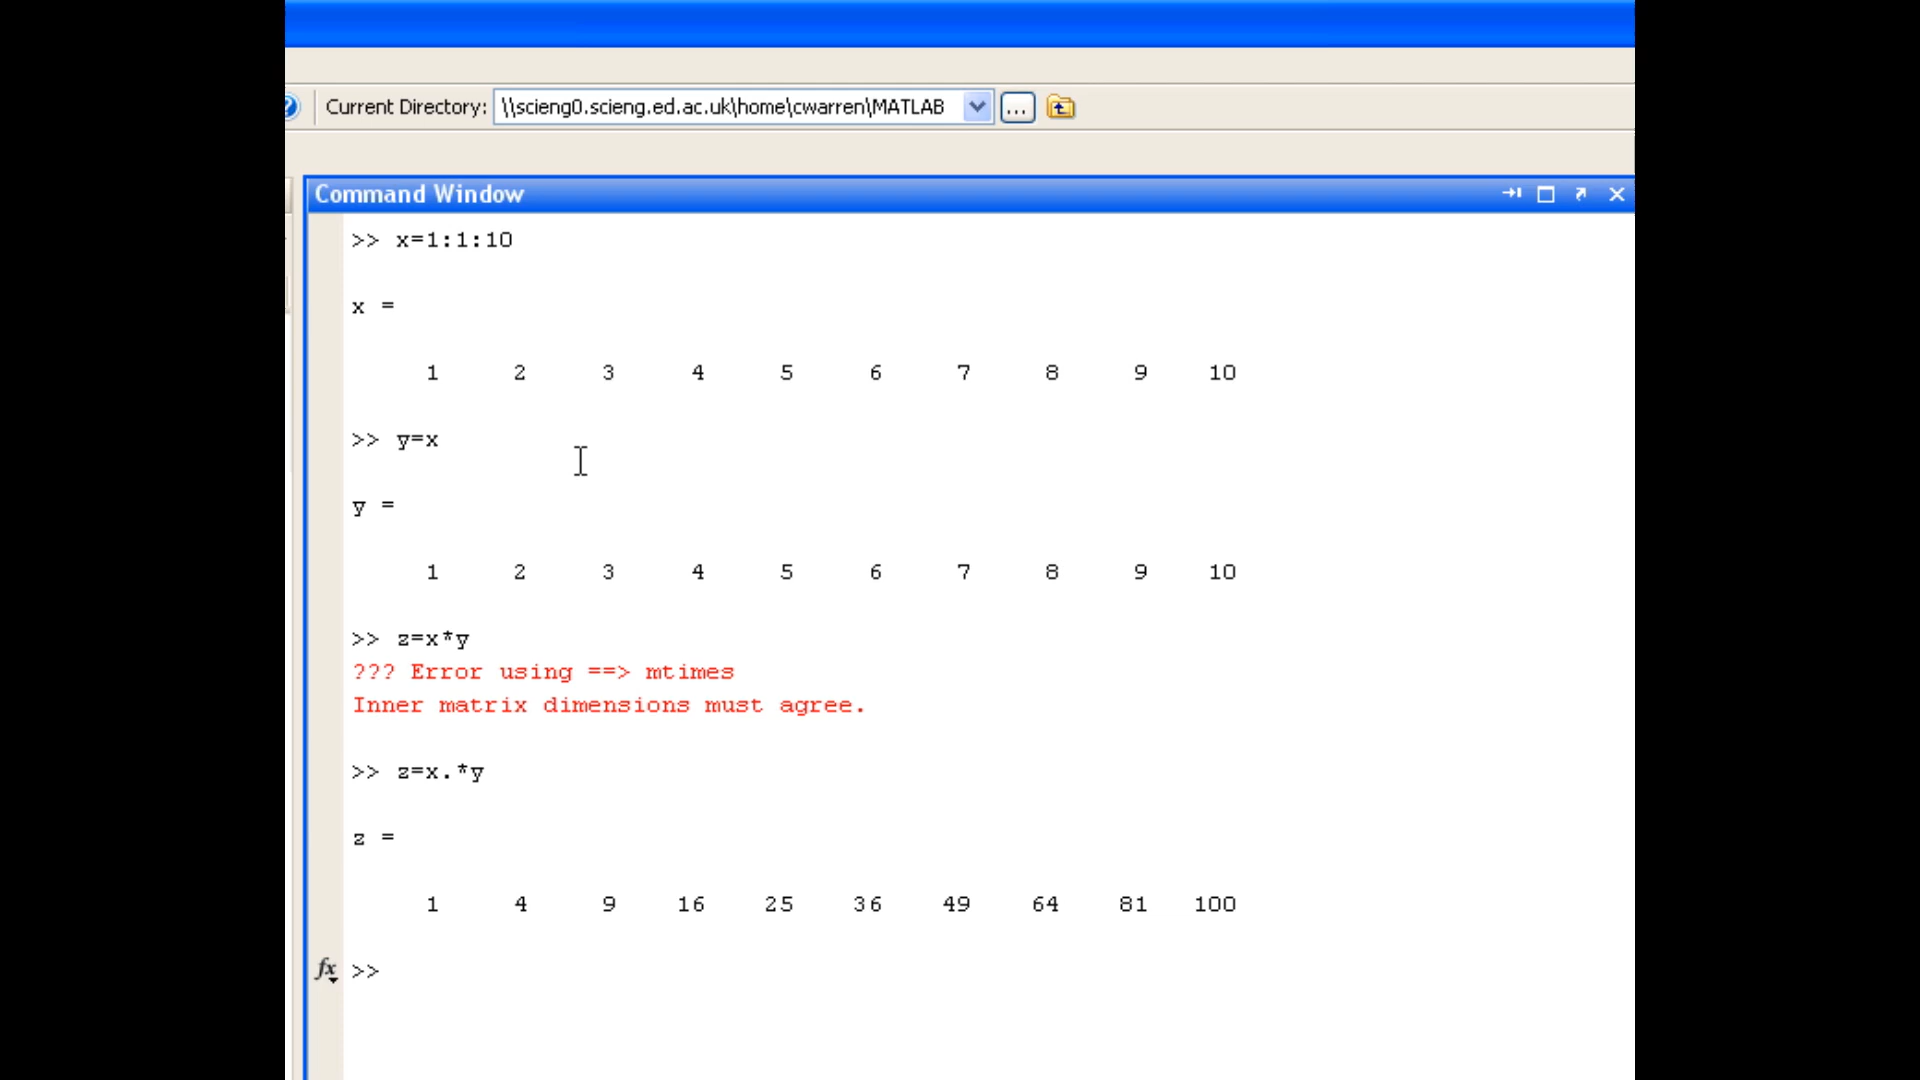 Current Directory: \\scieng0.scieng.ed.ac.uk\home\cwarren\MATLAB ...
Command Window
>> x=1:1:10
x =
1 2 3 4 5 6 7 8 9 10
>> y=x
y =
1 2 3 4 5 6 7 8 9 10
>> z=x*y
??? Error using ==> mtimes
Inner matrix dimensions must agree.
>> z=x.*y
z =
1 4 9 16 25 36 49 64 81 100
fx >>